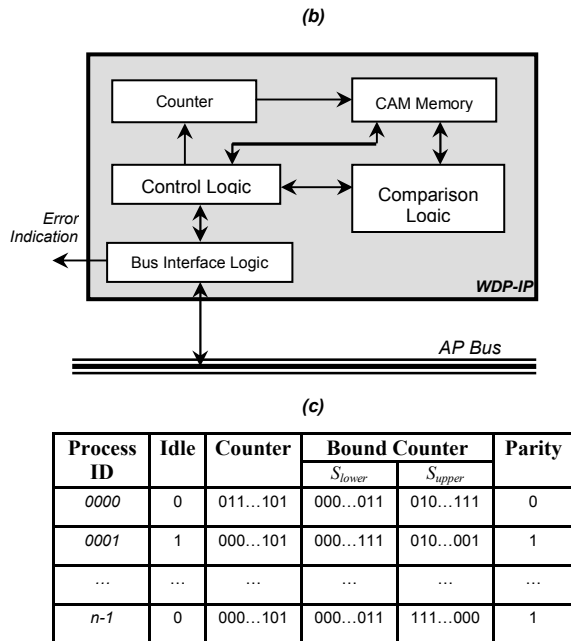 (b)
Counter
CAM Memory
Control Logic
Comparison
Logic
Error
Indication
Bus Interface Logic
WDP-IP
AP Bus
(c)
Process ID Idle Counter Bound Counter Parity
S_lower S_upper
0000 0 011...101 000...011 010...111 0
0001 1 000...101 000...111 010...001 1
... ... ... ... ... ...
n-1 0 000...101 000...011 111...000 1